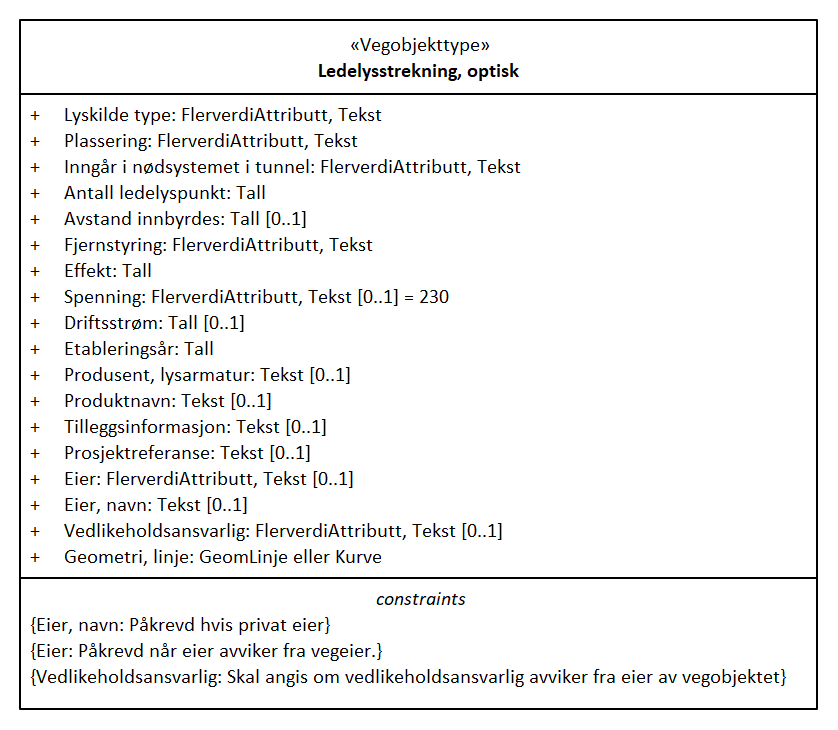 «Vegobjekttype»
Ledelysstrekning, optisk
+ Lyskilde type: FlerverdiAttributt, Tekst
+ Plassering: FlerverdiAttributt, Tekst
+ Inngår i nødsystemet i tunnel: FlerverdiAttributt, Tekst
+ Antall ledelyspunkt: Tall
+ Avstand innbyrdes: Tall [0..1]
+ Fjernstyring: FlerverdiAttributt, Tekst
+ Effekt: Tall
+ Spenning: FlerverdiAttributt, Tekst [0..1] = 230
+ Driftsstrøm: Tall [0..1]
+ Etableringsår: Tall
+ Produsent, lysarmatur: Tekst [0..1]
+ Produktnavn: Tekst [0..1]
+ Tilleggsinformasjon: Tekst [0..1]
+ Prosjektreferanse: Tekst [0..1]
+ Eier: FlerverdiAttributt, Tekst [0..1]
+ Eier, navn: Tekst [0..1]
+ Vedlikeholdsansvarlig: FlerverdiAttributt, Tekst [0..1]
+ Geometri, linje: GeomLinje eller Kurve
constraints
{Eier, navn: Påkrevd hvis privat eier}
{Eier: Påkrevd når eier avviker fra vegeier.}
{Vedlikeholdsansvarlig: Skal angis om vedlikeholdsansvarlig avviker fra eier av vegobjektet}